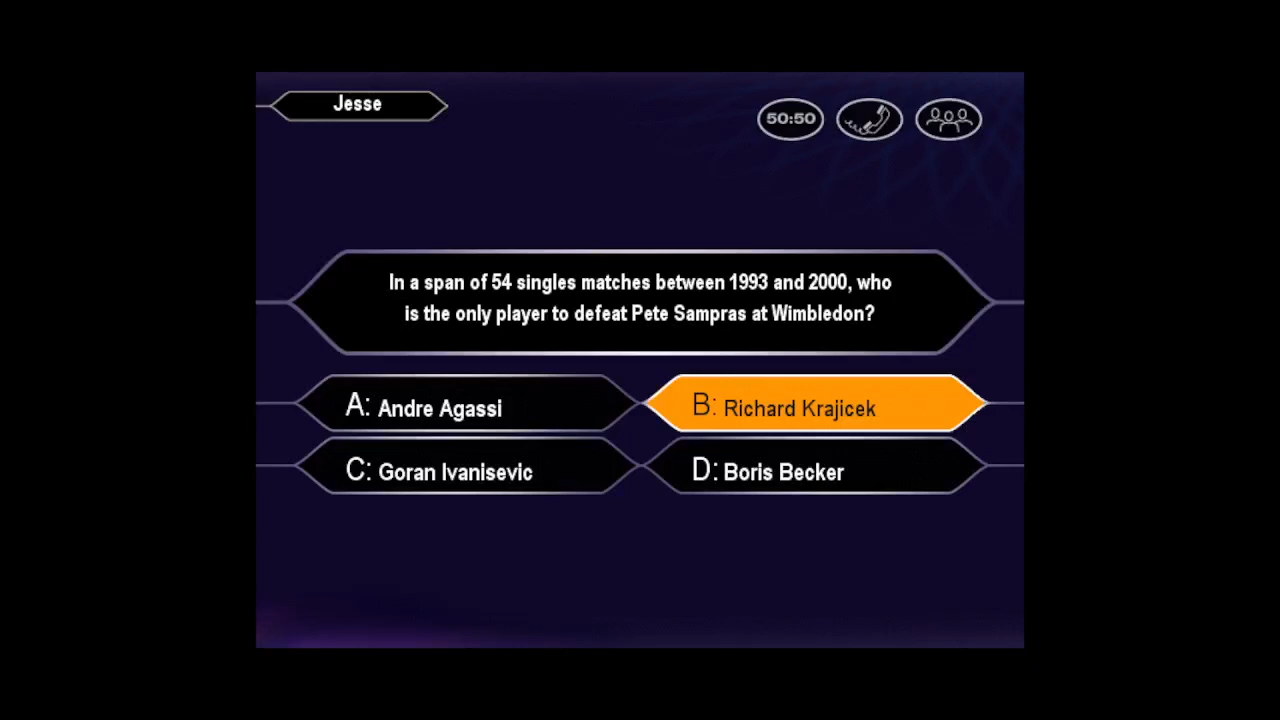 Jesse
50:50
In a span of 54 singles matches between 1993 and 2000, who
is the only player to defeat Pete Sampras at Wimbledon?
A: Andre Agassi
B: Richard Krajicek
C: Goran Ivanisevic
D: Boris Becker